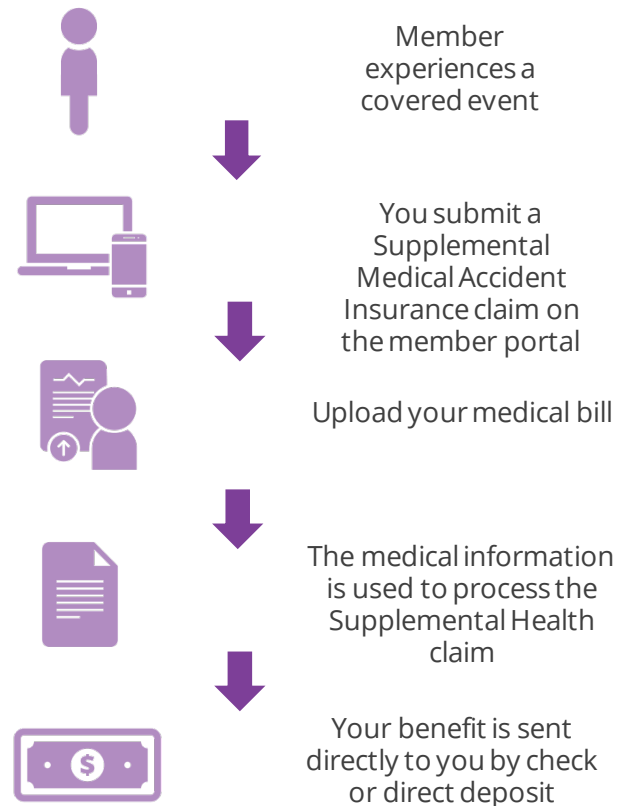 Member
experiences a
covered event
You submit a
Supplemental
Medical Accident
Insurance claim on
the member portal
Upload your medical bill
The medical information
is used to process the
Supplemental Health
claim
$
Your benefit is sent
directly to you by check
or direct deposit